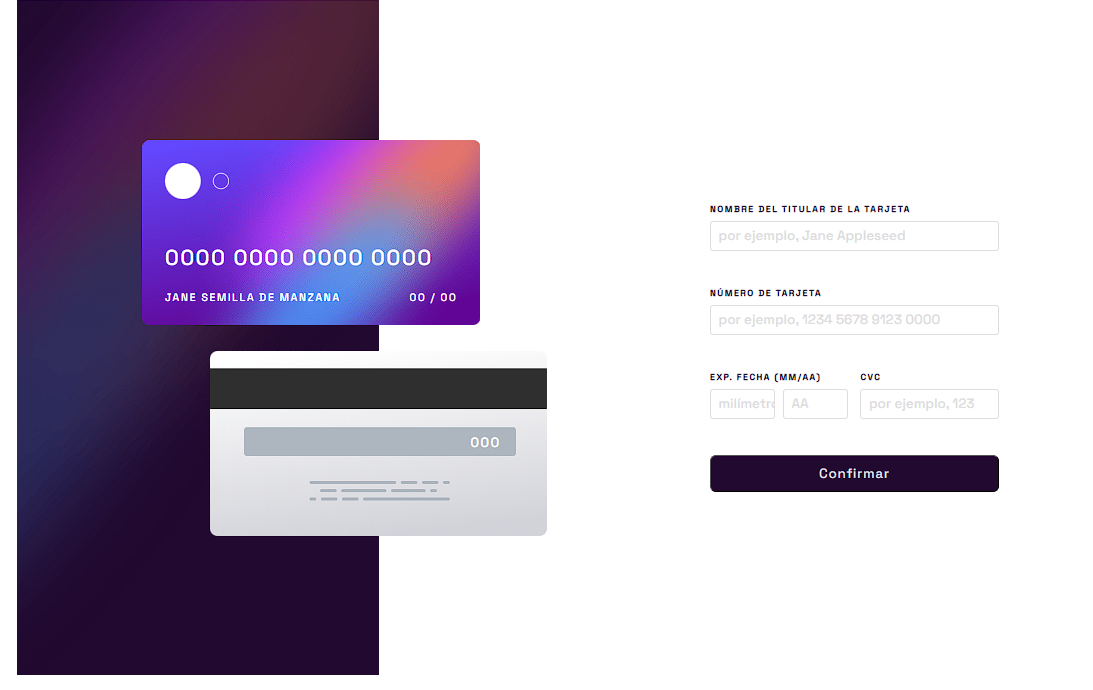 0000 0000 0000 0000
JANE SEMILLA DE MANZANA 00 / 00
000
NOMBRE DEL TITULAR DE LA TARJETA
por ejemplo, Jane Appleseed
NÚMERO DE TARJETA
por ejemplo, 1234 5678 9123 0000
EXP. FECHA (MM/AA) CVC
milímetro AA por ejemplo, 123
Confirmar